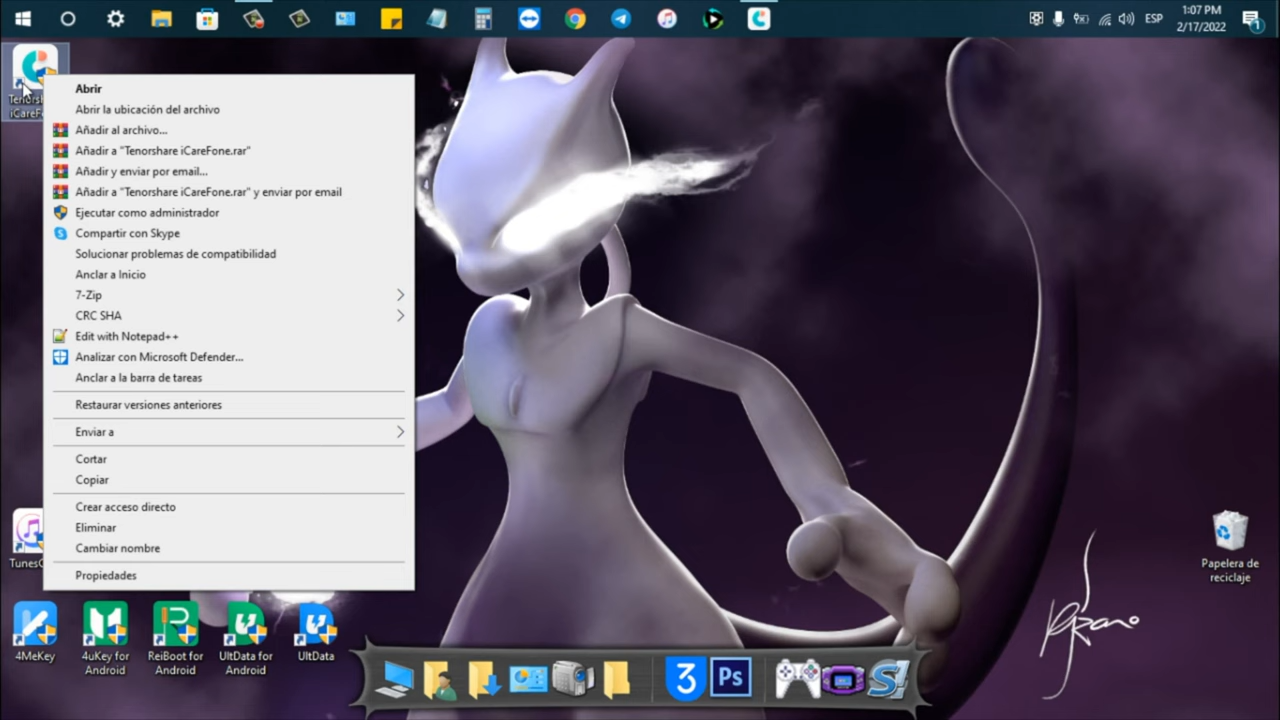 ESP
1:07 PM
2/17/2022
1
Abrir
Abrir la ubicación del archivo
Añadir al archivo...
Añadir a "Tenorshare iCareFone.rar"
Añadir y enviar por email...
Añadir a "Tenorshare iCareFone.rar" y enviar por email
Ejecutar como administrador
Compartir con Skype
Solucionar problemas de compatibilidad
Anclar a Inicio
7-Zip
CRC SHA
Edit with Notepad++
Analizar con Microsoft Defender...
Anclar a la barra de tareas
Restaurar versiones anteriores
Enviar a
Cortar
Copiar
Crear acceso directo
Eliminar
Cambiar nombre
Propiedades
Papelera de
reciclaje
4MeKey
4uKey for
Android
ReiBoot for
Android
UltData for
Android
UltData
3
Ps